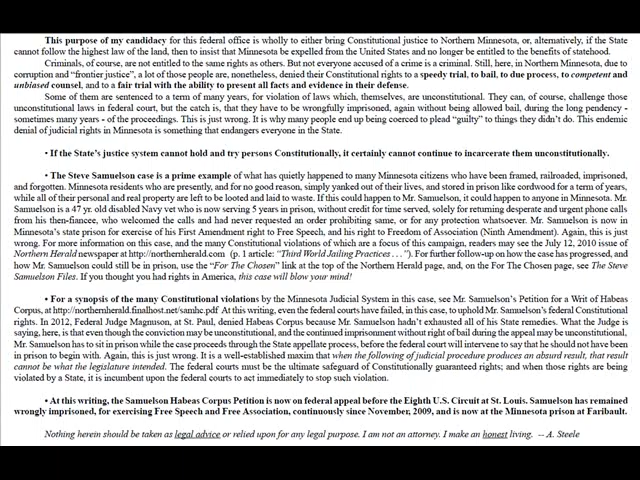 This purpose of my candidacy for this federal office is wholly to either bring Constitutional justice to Northern Minnesota, or, alternatively, if the State
cannot follow the highest law of the land, then to insist that Minnesota be expelled from the United States and no longer be entitled to the benefits of statehood.
Criminals, of course, are not entitled to the same rights as others. But not everyone accused of a crime is a criminal. Still, here, in Northern Minnesota, due to
corruption and “frontier justice”, a lot of those people are, nonetheless, denied their Constitutional rights to a speedy trial, to bail, to due process, to competent and
unbiased counsel, and to a fair trial with the ability to present all facts and evidence in their defense.
Some of them are sentenced to a term of many years, for violation of laws which, themselves, are unconstitutional. They can, of course, challenge those
unconstitutional laws in federal court, but the catch is, that they have to be wrongfully imprisoned, again without being allowed bail, during the long pendency -
sometimes many years - of the proceedings. This is just wrong. It is why many people end up being coerced to plead “guilty” to things they didn't do. This endemic
denial of judicial rights in Minnesota is something that endangers everyone in the State.
• If the State’s justice system cannot hold and try persons Constitutionally, it certainly cannot continue to incarcerate them unconstitutionally.
• The Steve Samuelson case is a prime example of what has quietly happened to many Minnesota citizens who have been framed, railroaded, imprisoned,
and forgotten. Minnesota residents who are presently, and for no good reason, simply yanked out of their lives, and stored in prison like cordwood for a term of years,
while all of their personal and real property are left to be looted and laid to waste. If this could happen to Mr. Samuelson, it could happen to anyone in Minnesota. Mr.
Samuelson is a 47 yr. old disabled Navy vet who is now serving 5 years in prison, without credit for time served, solely for returning desperate and urgent phone calls
from his then-fiancee, who welcomed the calls and had never requested an order prohibiting same, or for any protection whatsoever. Mr. Samuelson is now in
Minnesota’s state prison for exercise of his First Amendment right to Free Speech, and his right to Freedom of Association (Ninth Amendment). Again, this is just
wrong. For more information on this case, and the many Constitutional violations of which are a focus of this campaign, readers may see the July 12, 2010 issue of
Northern Herald newspaper at http://northernherald.com (p. 1 article: “Third World Jailing Practices . . .”). For further follow-up on how the case has progressed, and
how Mr. Samuelson could still be in prison, use the “For The Chosen” link at the top of the Northern Herald page, and, on the For Chosen page, see The Steve
Samuelson Files. If you thought you had rights in America, this case will blow your mind!
• For a synopsis of the many Constitutional violations by the Minnesota Judicial System in this case, see Mr. Samuelson’s Petition for a Writ of Habeas
Corpus, at http://northernherald.finalhost.net/samhc.pdf At this writing, even the federal courts have failed, in this case, to uphold Mr. Samuelson’s federal Constitutional
rights. In 2012, Federal Judge Magnuson, at St. Paul, denied Habeas Corpus because Mr. Samuelson hadn’t exhausted all of his State remedies. What the Judge is
saying, here, is that even though the conviction may be unconstitutional, and the continued imprisonment without right of bail during the appeal may be unconstitutional,
Mr. Samuelson has to sit in prison while the case proceeds through the State appellate process, before the federal court will intervene to say that he should not have been
in prison to begin with. Again, this is just wrong. It is a well-established maxim that when the following of judicial procedure produces an absurd result, that result
cannot be what the legislature intended. The federal courts must be the ultimate safeguard of Constitutionally guaranteed rights; and when those rights are being
violated by a State, it is incumbent upon the federal courts to act immediately to stop such violation.
• At this writing, the Samuelson Habeas Corpus Petition is now on federal appeal before the Eighth U.S. Circuit at St. Louis. Samuelson has remained
wrongly imprisoned, for exercising Free Speech and Free Association, continuously since November, 2009, and is now at the Minnesota prison at Faribault.
Nothing herein should be taken as legal advice or relied upon for any legal purpose. I am not an attorney. I make an honest living. -- A. Steele